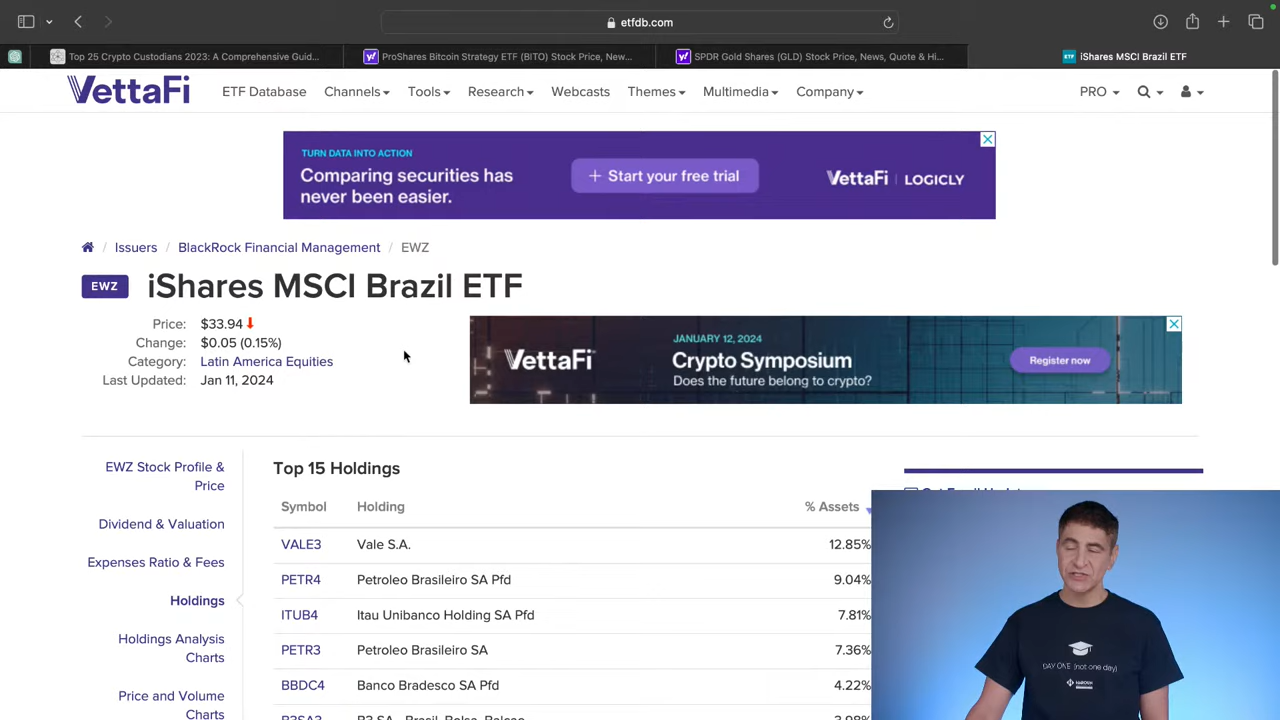 etfdb.com
Top 25 Crypto Custodians 2023: A Comprehensive Guid...
ProShares Bitcoin Strategy ETF (BITO) Stock Price, New...
SPDR Gold Shares (GLD) Stock Price, News, Quote & Hi...
iShares MSCI Brazil ETF
VettaFi
ETF Database
Channels
Tools
Research
Webcasts
Themes
Multimedia
Company
PRO
TURN DATA INTO ACTION
Comparing securities has
never been easier.
+ Start your free trial
VettaFi | LOGICLY
/ Issuers / BlackRock Financial Management / EWZ
EWZ iShares MSCI Brazil ETF
Price: $33.94
Change: $0.05 (0.15%)
Category: Latin America Equities
Last Updated: Jan 11, 2024
VettaFi
JANUARY 12, 2024
Crypto Symposium
Does the future belong to crypto?
Register now
EWZ Stock Profile &
Price
Dividend & Valuation
Expenses Ratio & Fees
Holdings
Holdings Analysis
Charts
Price and Volume
Charts
Top 15 Holdings
Symbol Holding % Assets
VALE3 Vale S.A. 12.85%
PETR4 Petroleo Brasileiro SA Pfd 9.04%
ITUB4 Itau Unibanco Holding SA Pfd 7.81%
PETR3 Petroleo Brasileiro SA 7.36%
BBDC4 Banco Bradesco SA Pfd 4.22%
DAY ONE (not one day)